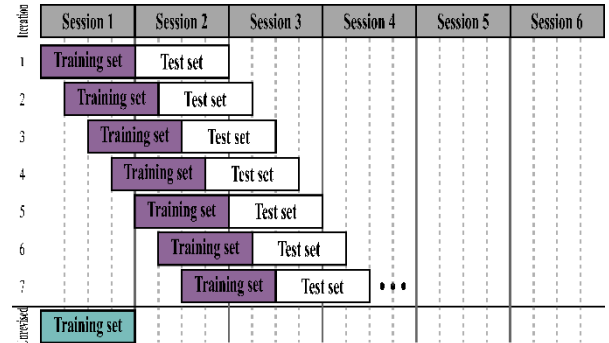 Iteration
Session 1 Session 2 Session 3 Session 4 Session 5 Session 6
1 Training set Test set
2 Training set Test set
3 Training set Test set
4 Training set Test set
5 Training set Test set
6 Training set Test set
7 Training set Test set •••
Training set